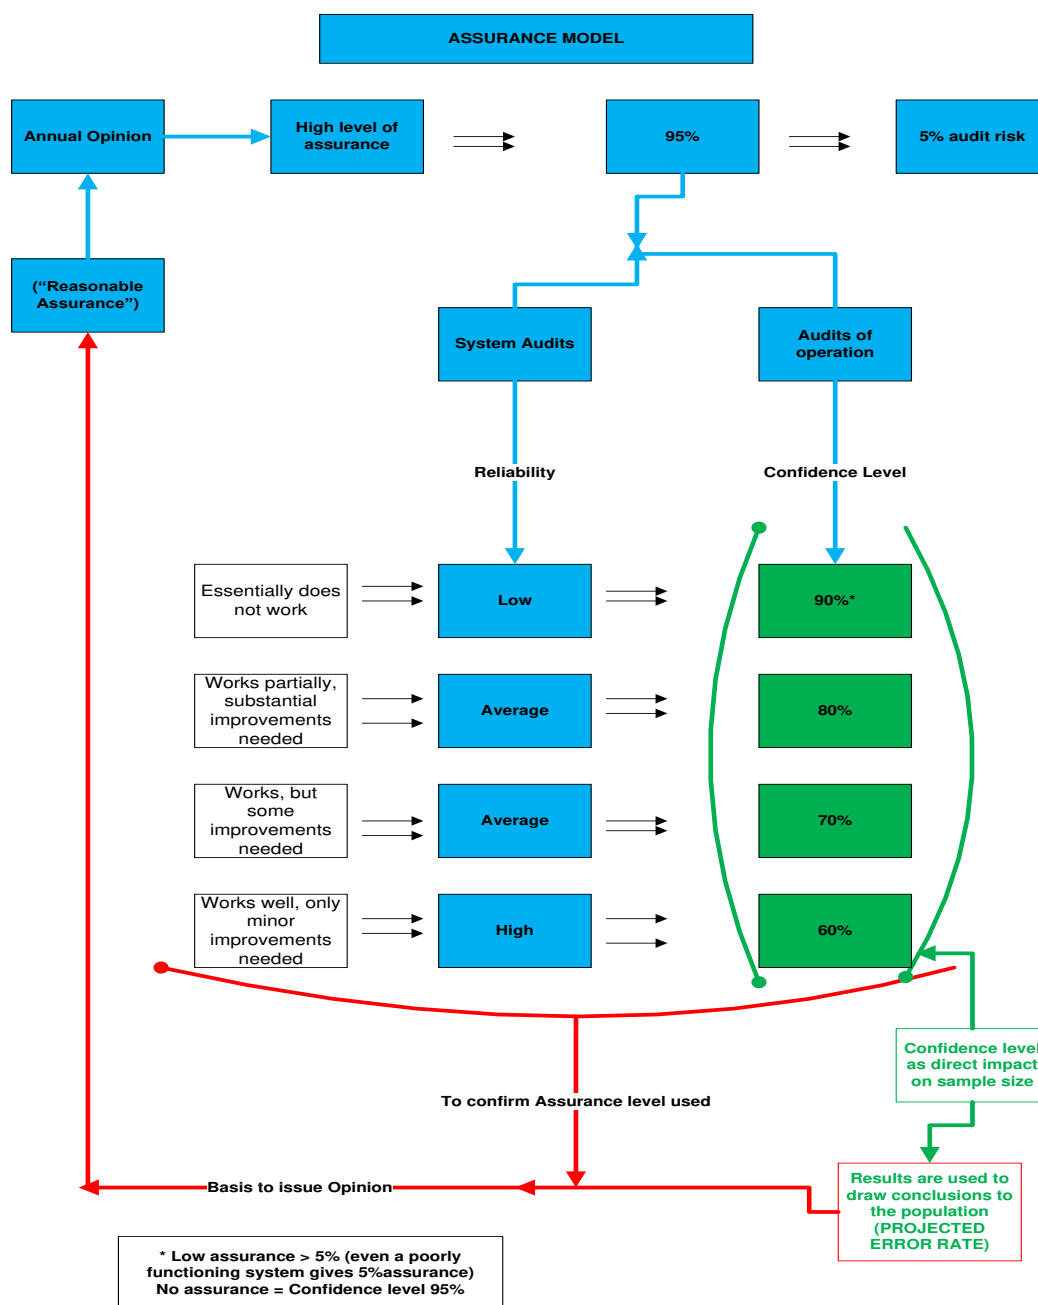 ASSURANCE MODEL
Annual Opinion
High level of
assurance
95%
5% audit risk
("Reasonable
Assurance”)
System Audits
Audits of
operation
Reliability
Confidence Level
Essentially does
not work
Low
90%*
Works partially,
substantial
improvements
needed
Average
80%
Works, but
some
improvements
needed
Average
70%
Works well, only
minor
improvements
needed
High
60%
Confidence level
as direct impact
on sample size
To confirm Assurance level used
Basis to issue Opinion
Results are used to
draw conclusions to
the population
(PROJECTED
ERROR RATE)
* Low assurance > 5% (even a poorly
functioning system gives 5%assurance)
No assurance = Confidence level 95%